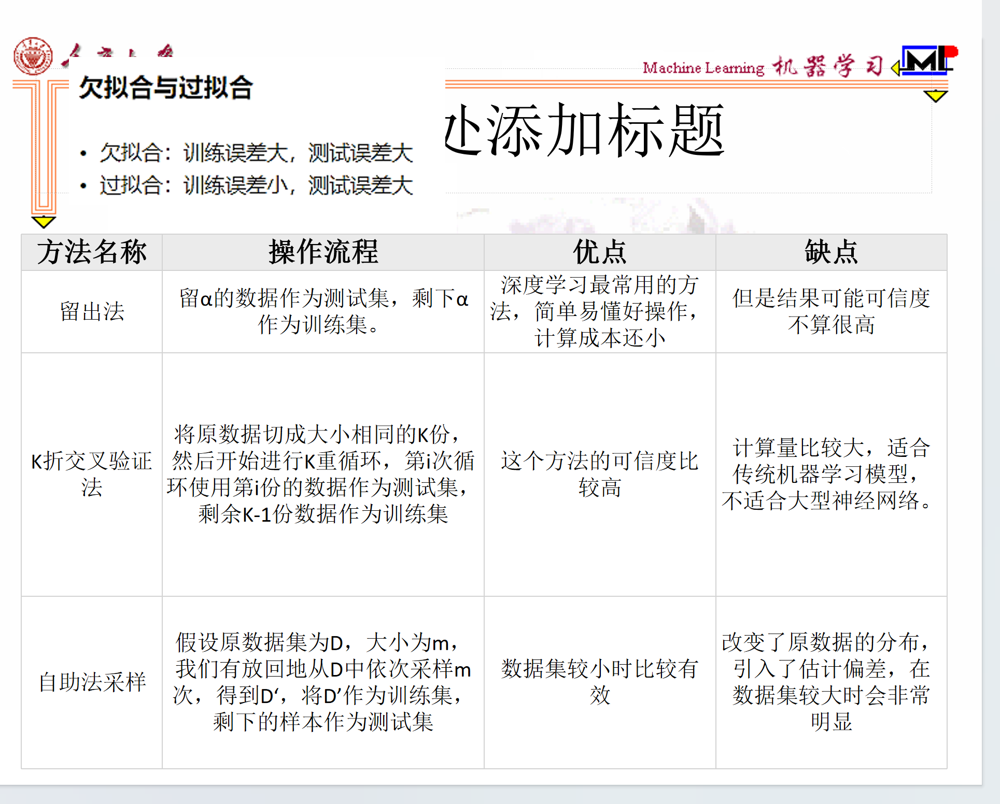 Machine Learning 机器学习
欠拟合与过拟合
处添加标题
• 欠拟合：训练误差大，测试误差大
• 过拟合：训练误差小，测试误差大
方法名称 操作流程 优点 缺点
留出法
留α的数据作为测试集，剩下α
作为训练集。
深度学习最常用的方
法，简单易懂好操作，
计算成本还小
但是结果可能可信度
不算很高
K折交叉验证
法
将原数据切成大小相同的K份，
然后开始进行K重循环，第i次循
环使用第i份的数据作为测试集，
剩余K-1份数据作为训练集
这个方法的可信度比
较高
计算量比较大，适合
传统机器学习模型，
不适合大型神经网络。
自助法采样
假设原数据集为D，大小为m，
我们有放回地从D中依次采样m
次，得到D‘，将D’作为训练集，
剩下的样本作为测试集
数据集较小时比较有
效
改变了原数据的分布，
引入了估计偏差，在
数据集较大时会非常
明显